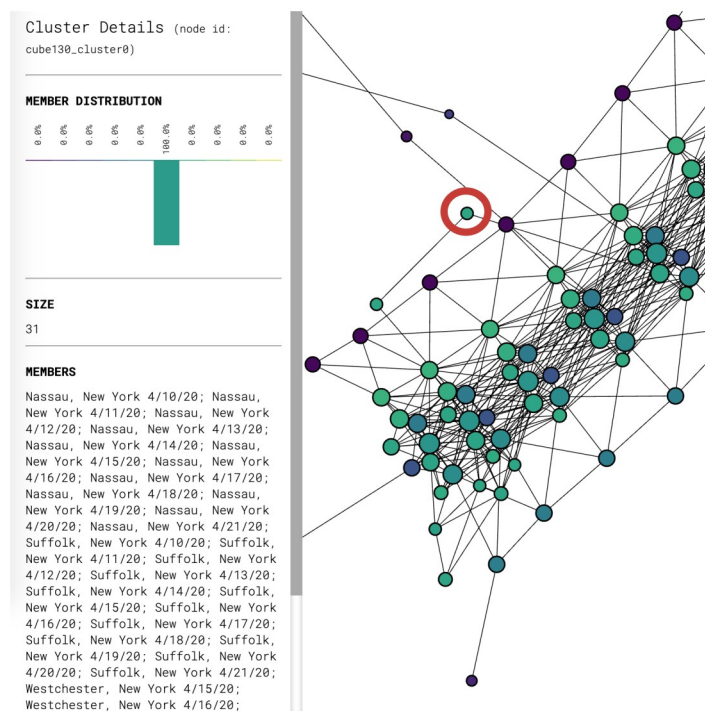 Cluster Details (node id:
cube130_cluster0)
MEMBER DISTRIBUTION
0.0% 0.0% 0.0% 0.0% 0.0% 100.0% 0.0% 0.0% 0.0% 0.0%
SIZE
31
MEMBERS
Nassau, New York 4/10/20; Nassau,
New York 4/11/20; Nassau, New York
4/12/20; Nassau, New York 4/13/20;
Nassau, New York 4/14/20; Nassau,
New York 4/15/20; Nassau, New York
4/16/20; Nassau, New York 4/17/20;
Nassau, New York 4/18/20; Nassau,
New York 4/19/20; Nassau, New York
4/20/20; Nassau, New York 4/21/20;
Suffolk, New York 4/10/20; Suffolk,
New York 4/11/20; Suffolk, New York
4/12/20; Suffolk, New York 4/13/20;
Suffolk, New York 4/14/20; Suffolk,
New York 4/15/20; Suffolk, New York
4/16/20; Suffolk, New York 4/17/20;
Suffolk, New York 4/18/20; Suffolk,
New York 4/19/20; Suffolk, New York
4/20/20; Suffolk, New York 4/21/20;
Westchester, New York 4/15/20;
Westchester, New York 4/16/20;